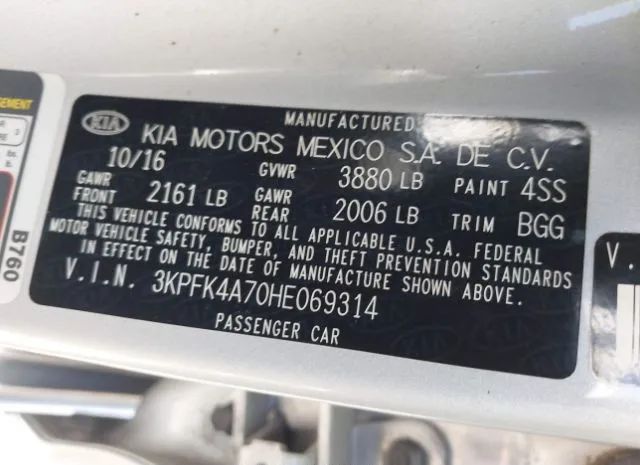 MANUFACTURED
KIA KIA MOTORS MEXICO S.A. DE C.V.
10/16 GVWR 3880 LB PAINT 4SS
GAWR FRONT 2161 LB GAWR REAR 2006 LB TRIM BGG
THIS VEHICLE CONFORMS TO ALL APPLICABLE U.S.A. FEDERAL
MOTOR VEHICLE SAFETY, BUMPER, AND THEFT PREVENTION STANDARDS
IN EFFECT ON THE DATE OF MANUFACTURE SHOWN ABOVE.
V.I.N. 3KPFK4A70HE069314
PASSENGER CAR
B760
V.